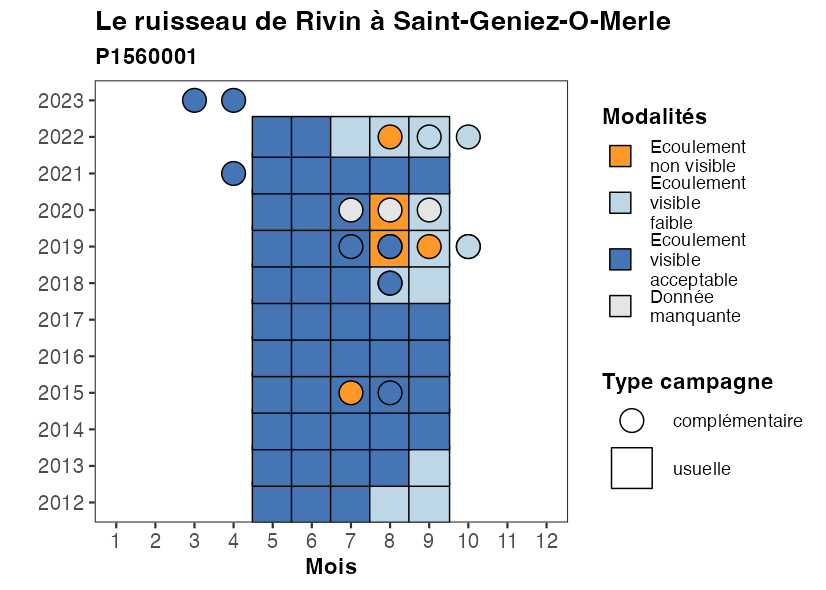 Le ruisseau de Rivin à Saint-Geniez-O-Merle
P1560001
2023
2022
2021
2020
2019
2018
2017
2016
2015
2014
2013
2012
1 2 3 4 5 6 7 8 9 10 11 12
Mois
Modalités
Ecoulement
non visible
Ecoulement
visible
faible
Ecoulement
visible
acceptable
Donnée
manquante
Type campagne
complémentaire
usuelle